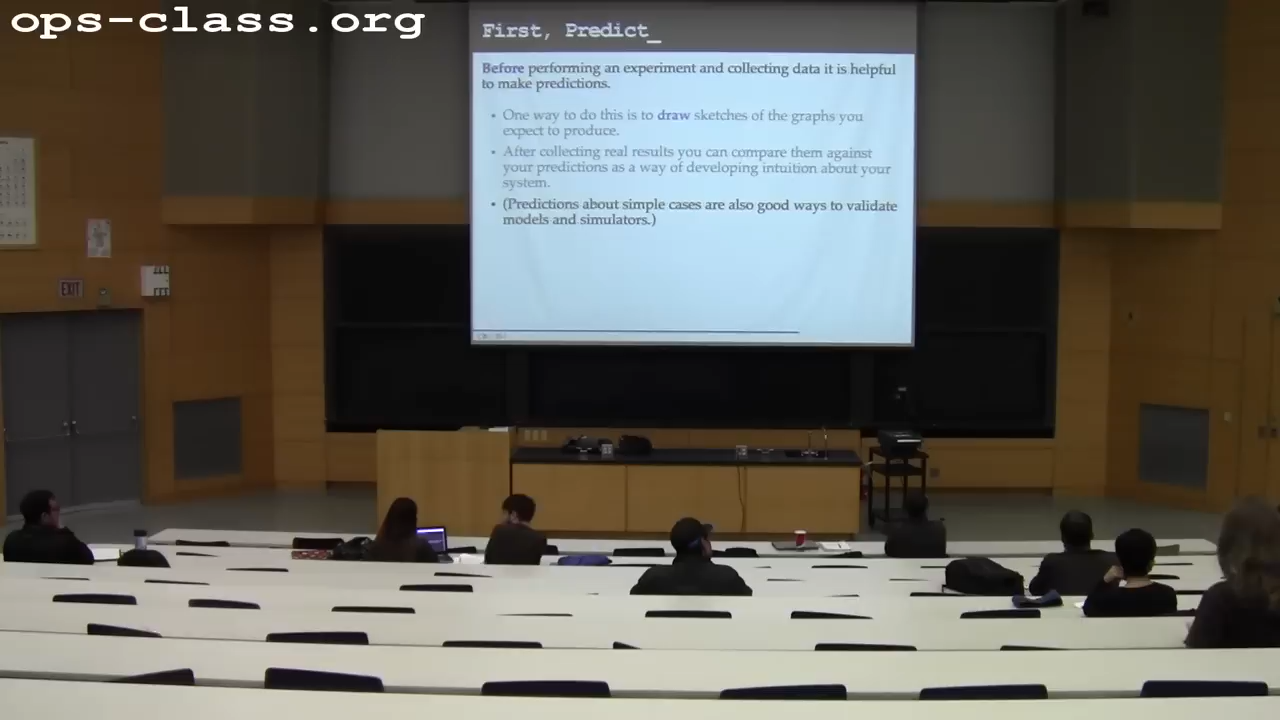 ops-class.org
First, Predict_
Before performing an experiment and collecting data it is helpful
to make predictions.
• One way to do this is to draw sketches of the graphs you
expect to produce.
• After collecting real results you can compare them against
your predictions as a way of developing intuition about your
system.
• (Predictions about simple cases are also good ways to validate
models and simulators.)
EXIT